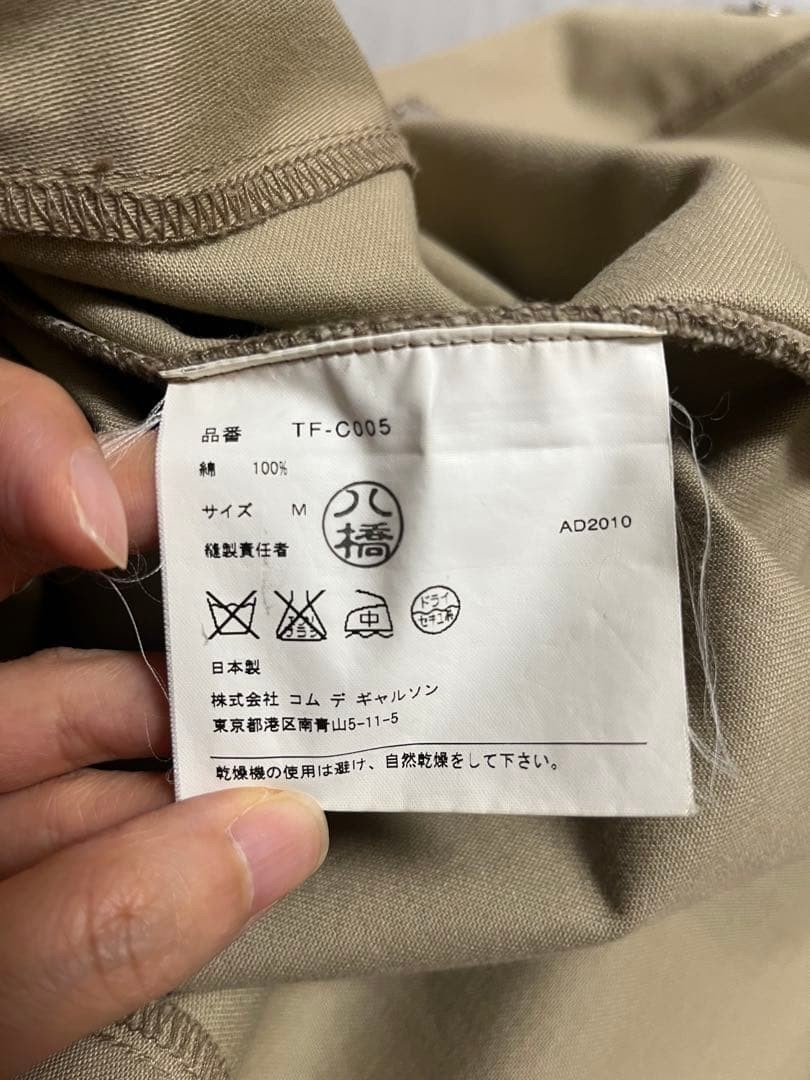 品番 TF-C005
綿 100%
サイズ M
八橋
縫製責任者
AD2010
中
ドライ
セキユ系
日本製
株式会社 コム デ ギャルソン
東京都港区南青山5-11-5
乾燥機の使用は避け、自然乾燥をして下さい。